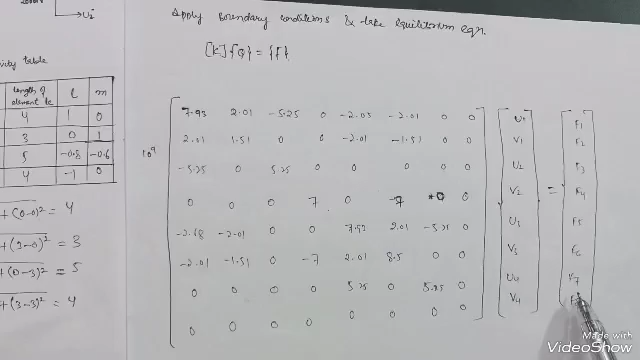 Apply Boundary conditions & take Equilibrium eqn.
[K]{Q} = {F}
→U₁
vity table
length of element le l m
4 1 0
3 0 1
5 -0.8 -0.6
4 -1 0
+(0-0)² = 4
+(3-0)² = 3
+(0-3)² = 5
+(3-3)² = 4
7.93 2.01 -5.25 0 -2.03 -2.01 0 0 U₁ F₁
2.01 1.51 0 0 -2.01 -1.51 0 0 V₁ F₂
10⁹
-5.25 0 5.25 0 0 0 0 0 U₂ F₃
0 0 0 7 0 -7 0 0 V₂ = F₄
-2.68 -2.01 0 0 7.93 2.01 -5.25 0 U₃ F₅
-2.01 -1.51 0 -7 2.01 8.5 0 0 V₃ F₆
0 0 0 0 5.25 0 5.25 0 U₄ F₇
0 0 0 0 0 0 0 0 V₄
Made With
VideoShow